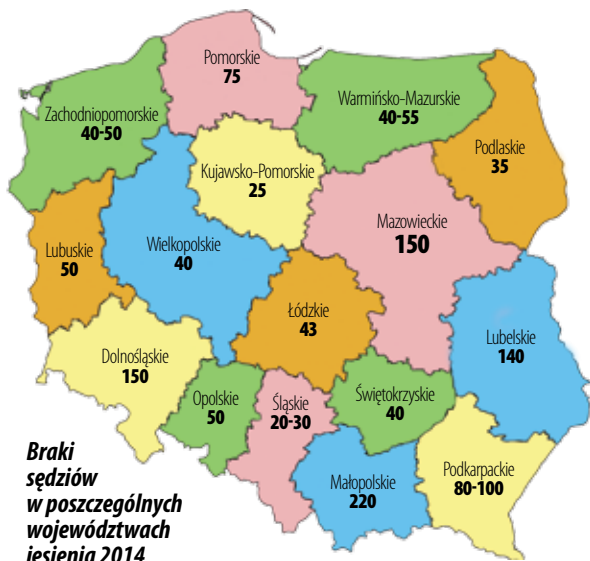 Pomorskie
75
Zachodniopomorskie
40-50
Warmińsko-Mazurskie
40-55
Podlaskie
35
Kujawsko-Pomorskie
25
Mazowieckie
150
Lubuskie
50
Wielkopolskie
40
Łódzkie
43
Lubelskie
140
Dolnośląskie
150
Opolskie
50
Śląskie
20-30
Świętokrzyskie
40
Małopolskie
220
Podkarpackie
80-100
Braki
sędziów
w poszczególnych
województwach
jesienią 2014